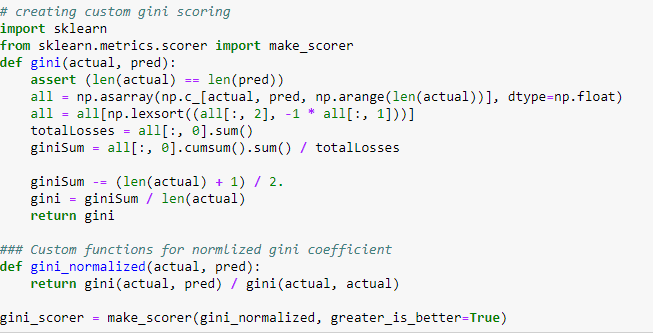 # creating custom gini scoring
import sklearn
from sklearn.metrics.scorer import make_scorer
def gini(actual, pred):
    assert (len(actual) == len(pred))
    all = np.asarray(np.c_[actual, pred, np.arange(len(actual))], dtype=np.float)
    all = all[np.lexsort((all[:, 2], -1 * all[:, 1]))]
    totalLosses = all[:, 0].sum()
    giniSum = all[:, 0].cumsum().sum() / totalLosses

    giniSum -= (len(actual) + 1) / 2.
    gini = giniSum / len(actual)
    return gini

### Custom functions for normlized gini coefficient
def gini_normalized(actual, pred):
    return gini(actual, pred) / gini(actual, actual)

gini_scorer = make_scorer(gini_normalized, greater_is_better=True)